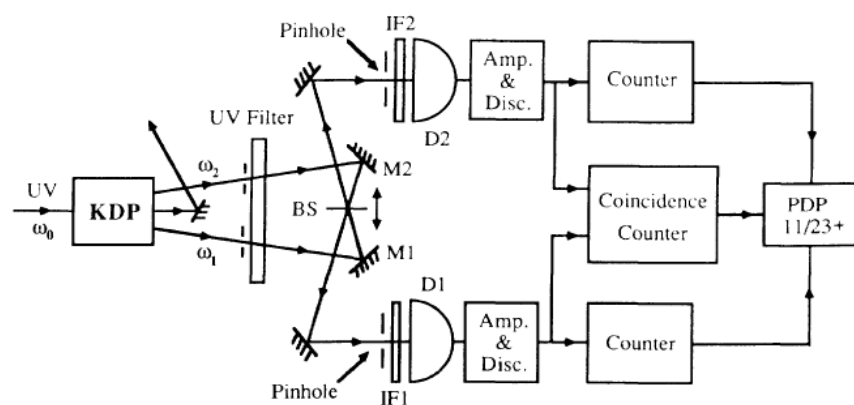 IF2
Pinhole
Amp.
&
Disc.
Counter
UV Filter
D2
ω2
M2
UV
KDP
BS
Coincidence
Counter
PDP
11/23+
ω0
ω1
M1
D1
Amp.
&
Disc.
Counter
Pinhole
IF1